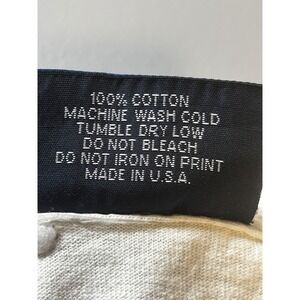 100% COTTON
MACHINE WASH COLD
TUMBLE DRY LOW
DO NOT BLEACH
DO NOT IRON ON PRINT
MADE IN U.S.A.